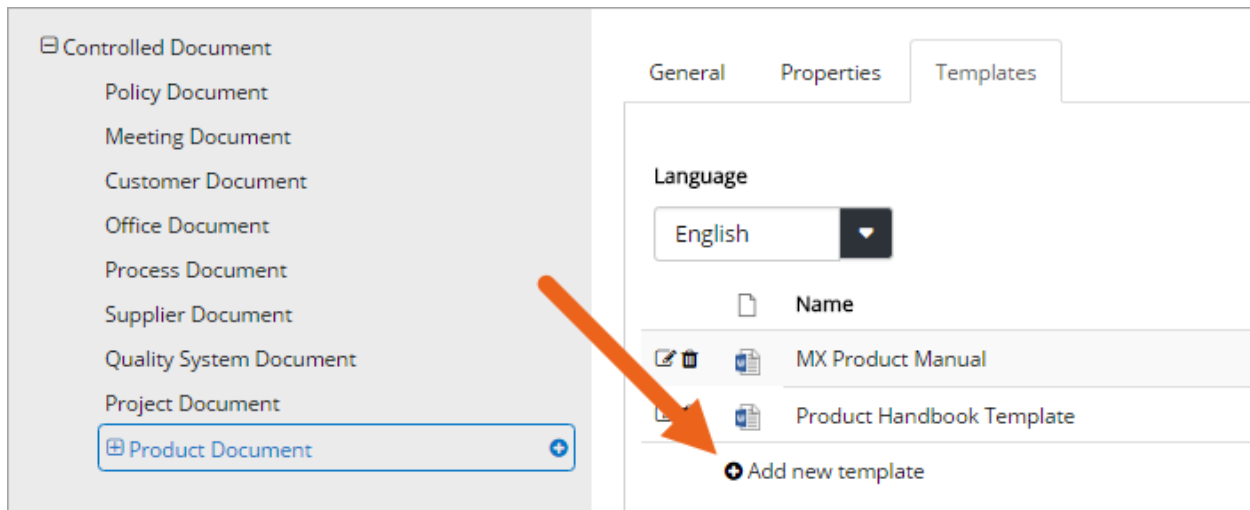 Controlled Document
Policy Document
Meeting Document
Customer Document
Office Document
Process Document
Supplier Document
Quality System Document
Project Document
Product Document
General Properties Templates
Language
English
Name
MX Product Manual
Product Handbook Template
Add new template